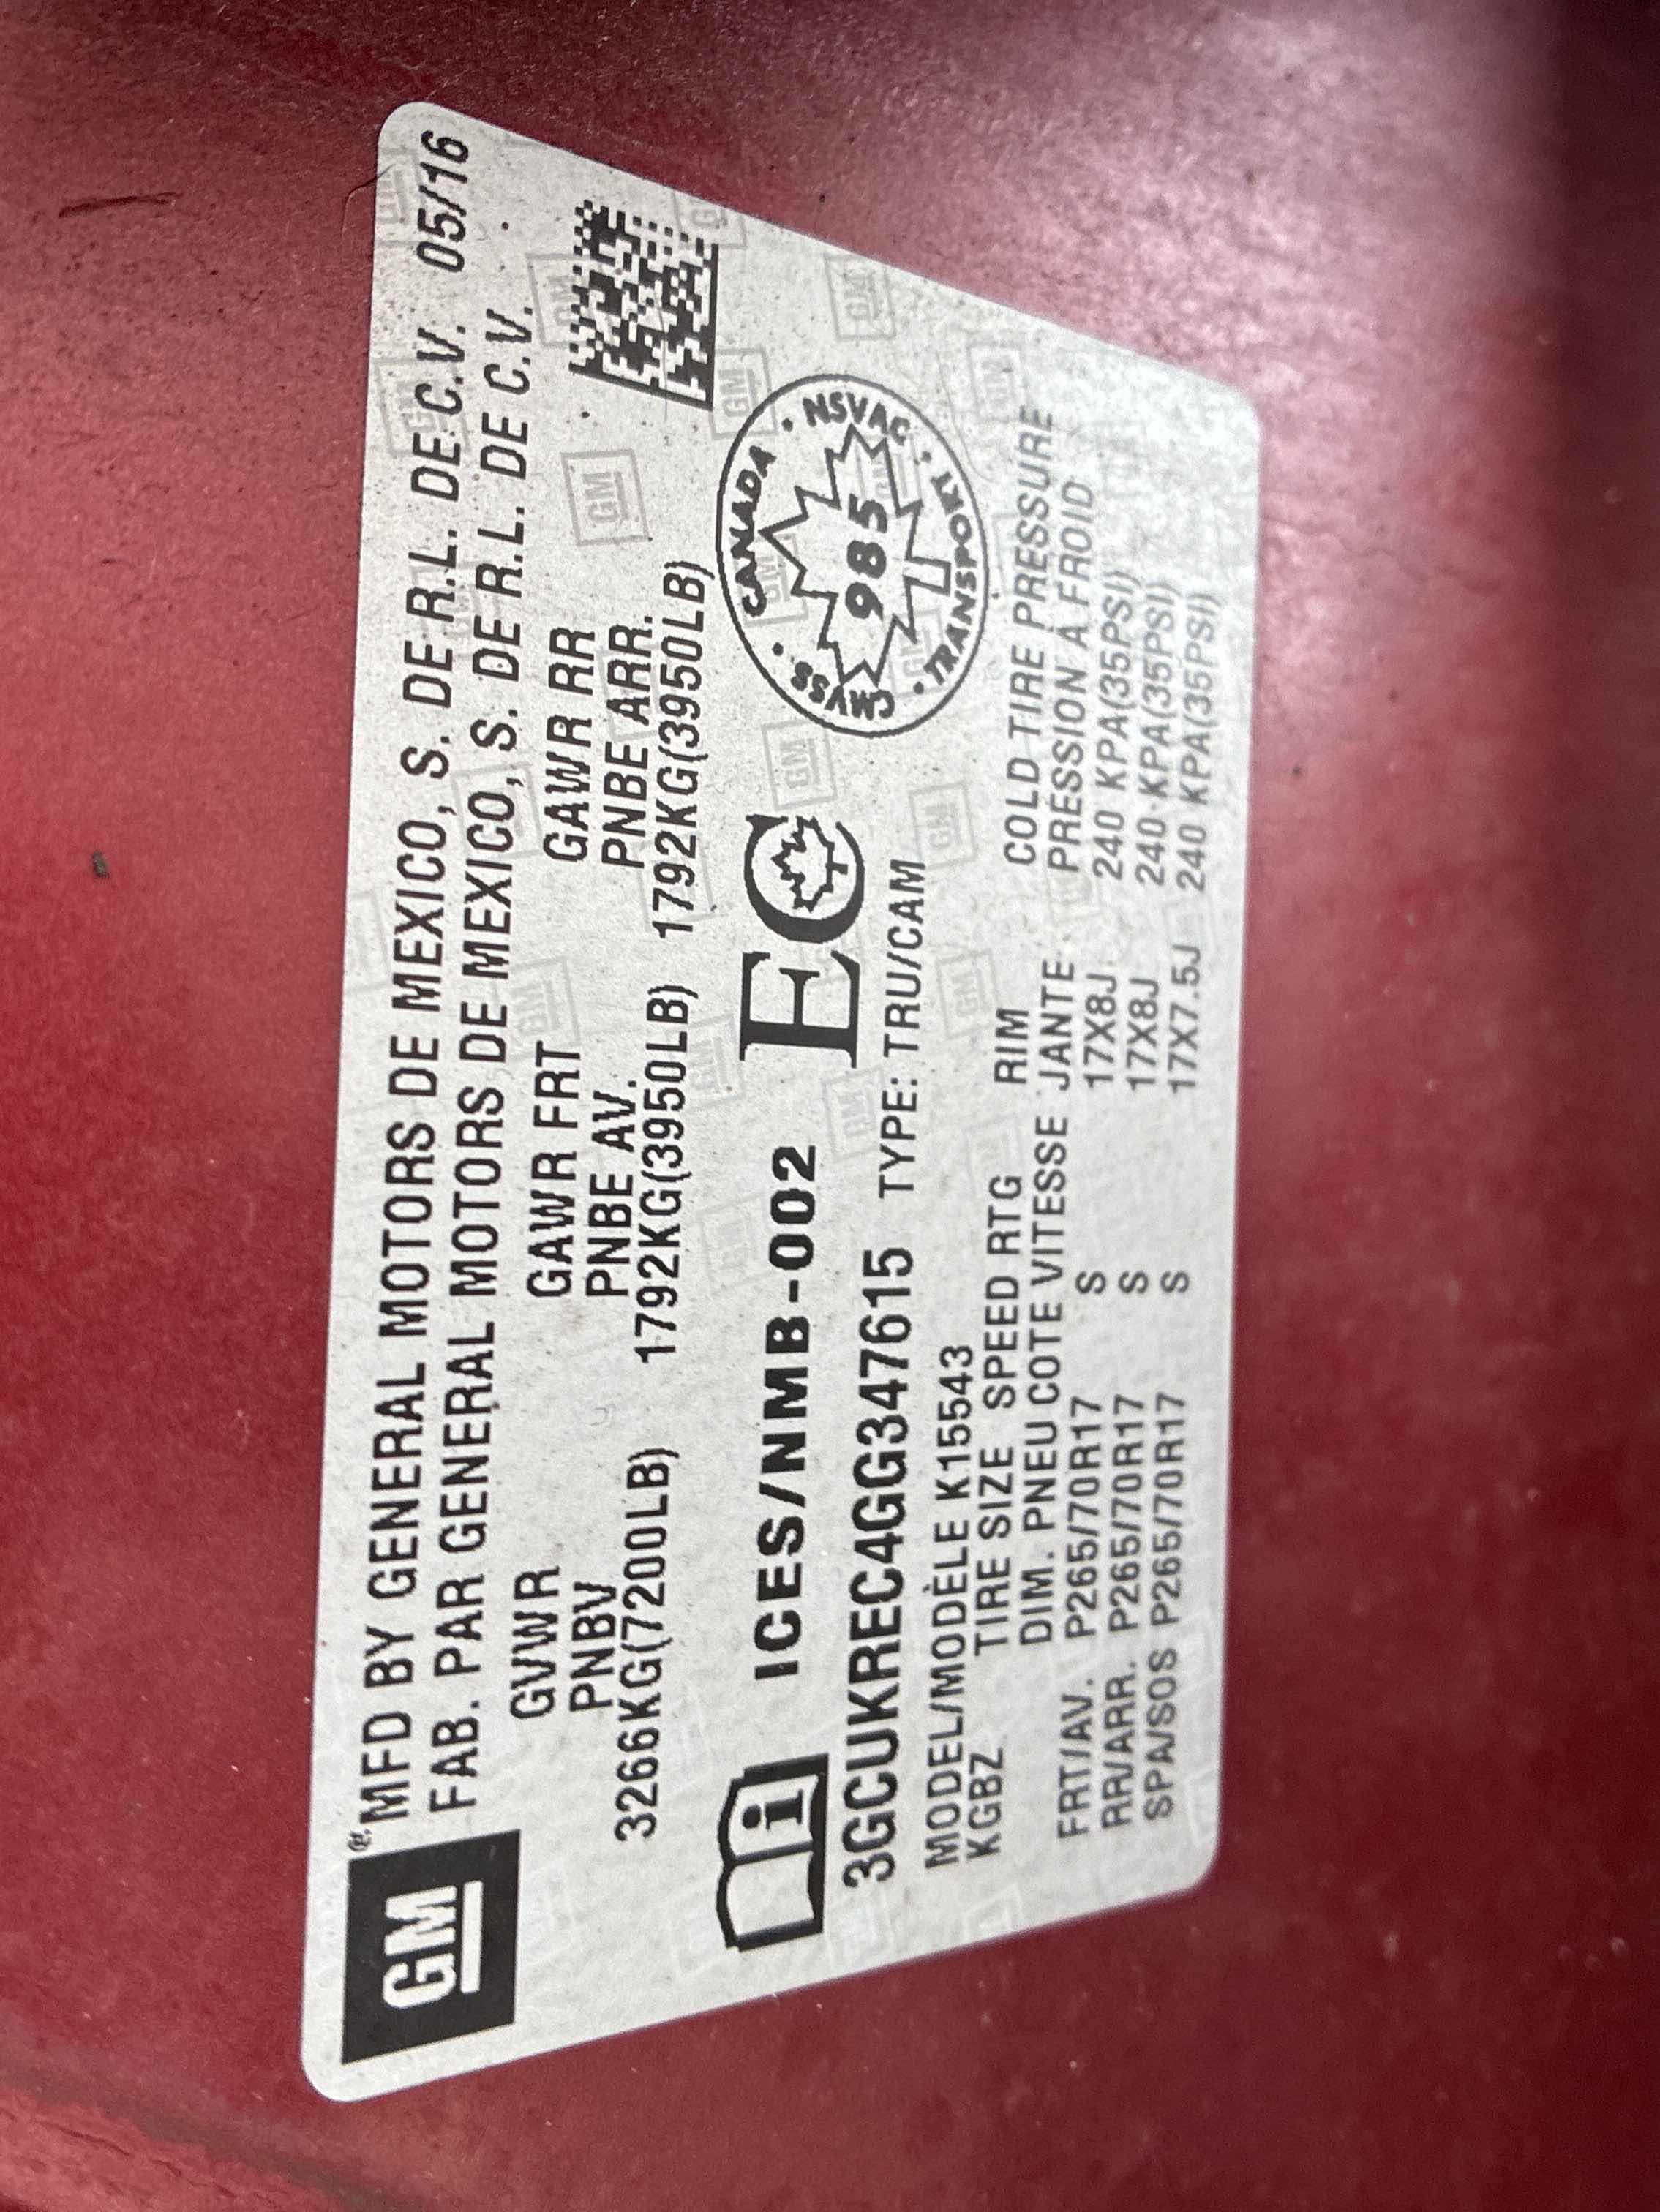 GM® MFD BY GENERAL MOTORS DE MEXICO, S. DE R.L. DE C.V. 05/16
FAB. PAR GENERAL MOTORS DE MEXICO, S. DE R.L. DE C.V.
GVWR GAWR FRT GAWR RR
PNBV PNBE AV. PNBE ARR.
3266KG(7200LB) 1792KG(3950LB) 1792KG(3950LB)
i ICES/NMB-002 EC
CANADA · NSVAC · TRANSPORT · CMVSS ·
985
3GCUKREC4GG347615 TYPE: TRU/CAM
MODEL/MODÈLE K15543
KGBZ TIRE SIZE SPEED RTG RIM COLD TIRE PRESSURE
DIM. PNEU COTE VITESSE JANTE PRESSION À FROID
FRT/AV. P265/70R17 S 17X8J 240 KPA(35PSI)
RR/ARR. P265/70R17 S 17X8J 240 KPA(35PSI)
SPA/SOS P265/70R17 S 17X7.5J 240 KPA(35PSI)